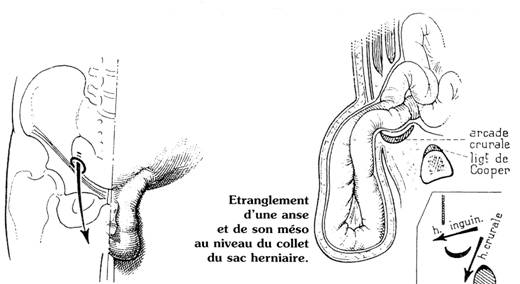 Etranglement
d'une anse
et de son méso
au niveau du collet
du sac herniaire.
arcade
crurale
ligt de
Cooper
h. inguin.
h. crurale